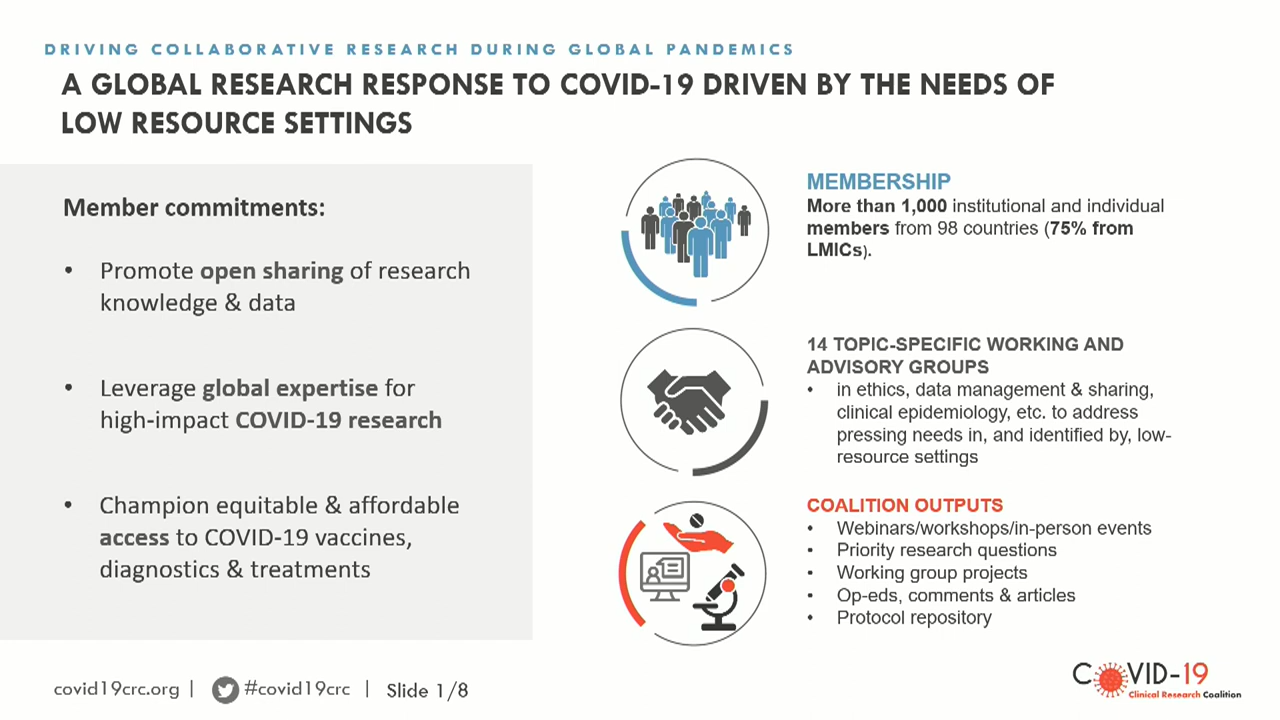 DRIVING COLLABORATIVE RESEARCH DURING GLOBAL PANDEMICS
A GLOBAL RESEARCH RESPONSE TO COVID-19 DRIVEN BY THE NEEDS OF
LOW RESOURCE SETTINGS
Member commitments:
• Promote open sharing of research
knowledge & data
• Leverage global expertise for
high-impact COVID-19 research
• Champion equitable & affordable
access to COVID-19 vaccines,
diagnostics & treatments
MEMBERSHIP
More than 1,000 institutional and individual
members from 98 countries (75% from
LMICs).
14 TOPIC-SPECIFIC WORKING AND
ADVISORY GROUPS
• in ethics, data management & sharing,
clinical epidemiology, etc. to address
pressing needs in, and identified by, low-
resource settings
COALITION OUTPUTS
• Webinars/workshops/in-person events
• Priority research questions
• Working group projects
• Op-eds, comments & articles
• Protocol repository
covid19crc.org | #covid19crc | Slide 1/8
COVID-19
Clinical Research Coalition